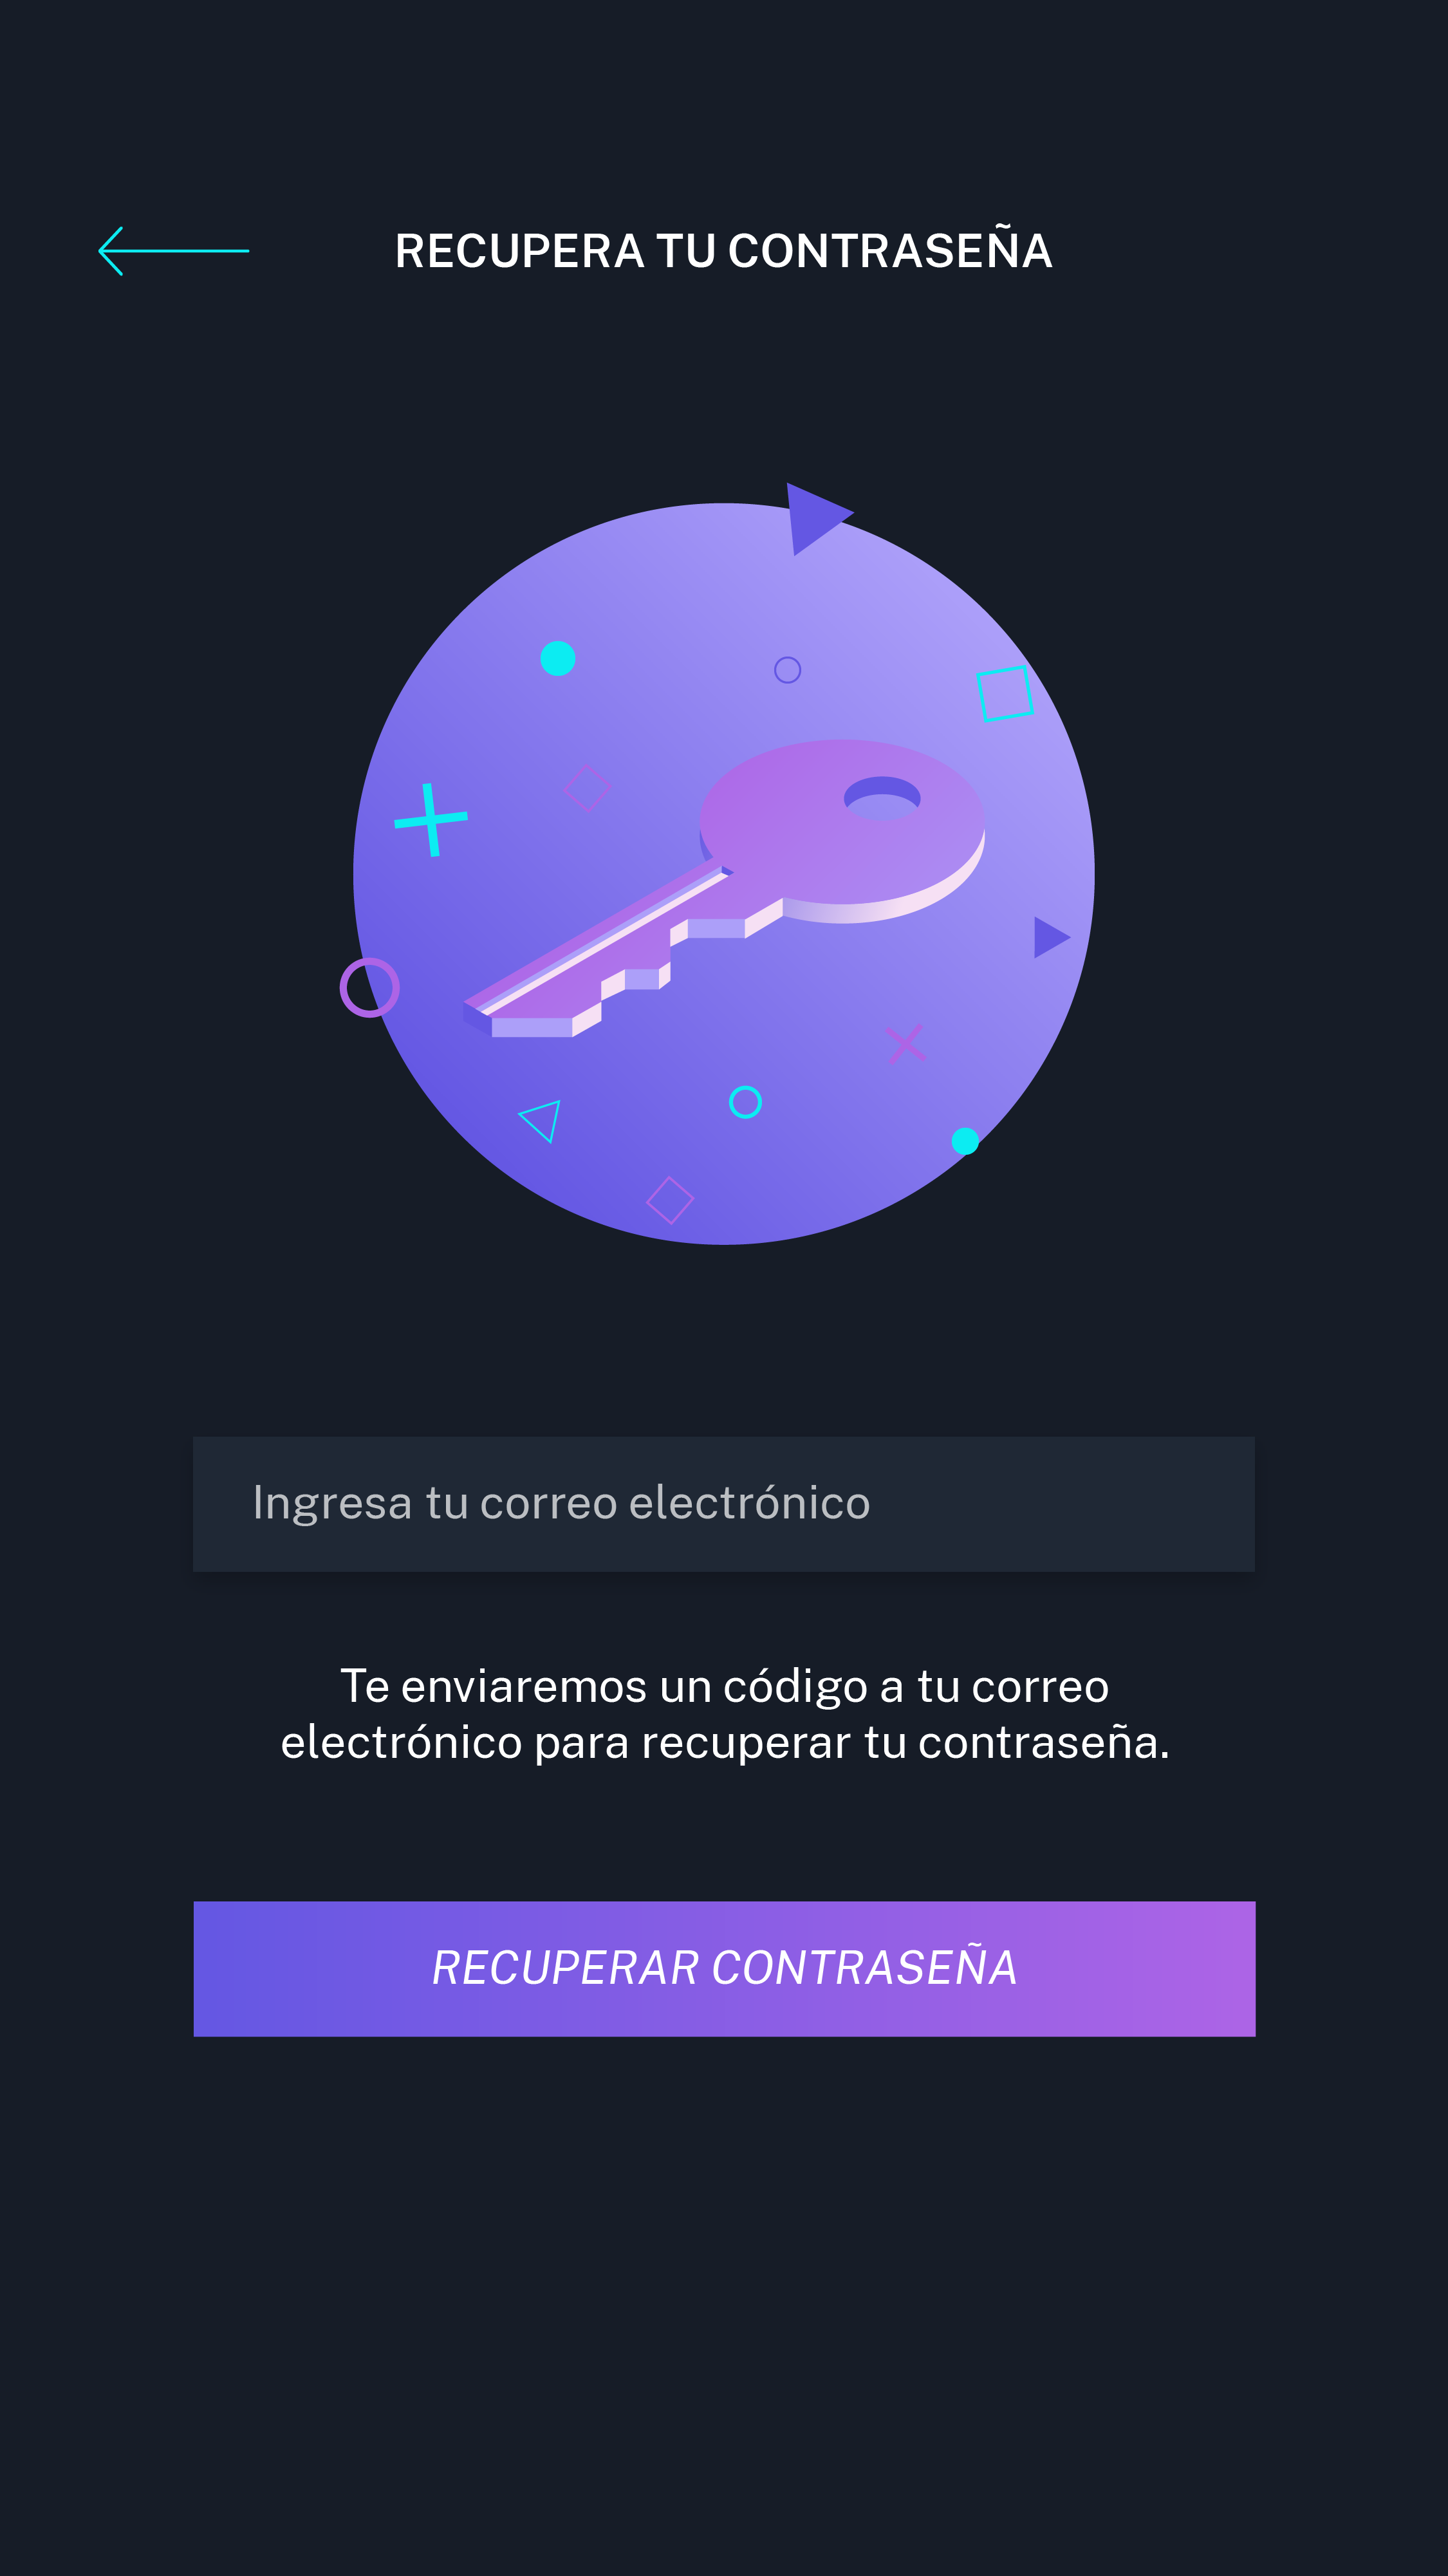 RECUPERA TU CONTRASEÑA
Ingresa tu correo electrónico
Te enviaremos un código a tu correo
electrónico para recuperar tu contraseña.
RECUPERAR CONTRASEÑA